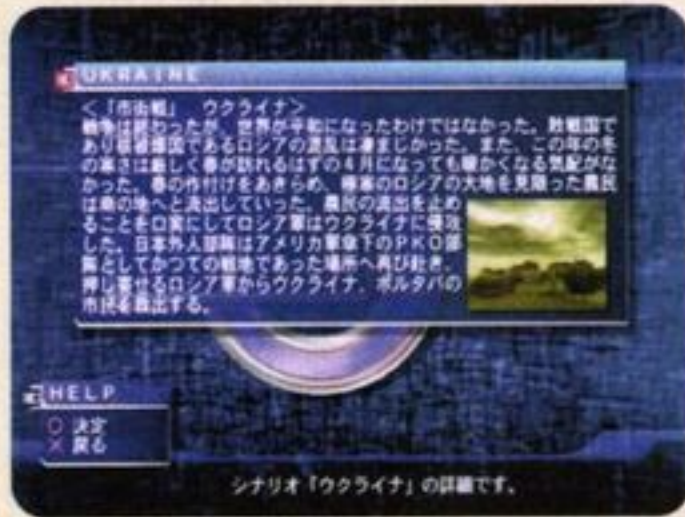 UKRAINE
<「市街戦」 ウクライナ>
戦争は終わったが、世界が平和になったわけではなかった。敗戦国で
あり核被爆国であるロシアの混乱は凄まじかった。また、この年の冬
の寒さは厳しく春が訪れるはずの4月になっても暖かくなる気配がな
かった。春の作付けをあきらめ、極寒のロシアの大地を見限った農民
は南の地へと流出していった。農民の流出を止め
ることを口実にしてロシア軍はウクライナに侵攻
した。日本外人部隊はアメリカ軍傘下のPKO部
隊としてかつての戦地であった場所へ再び赴き、
押し寄せるロシア軍からウクライナ、ポルタバの
市民を救出する。
HELP
○ 決定
× 戻る
シナリオ「ウクライナ」の詳細です。